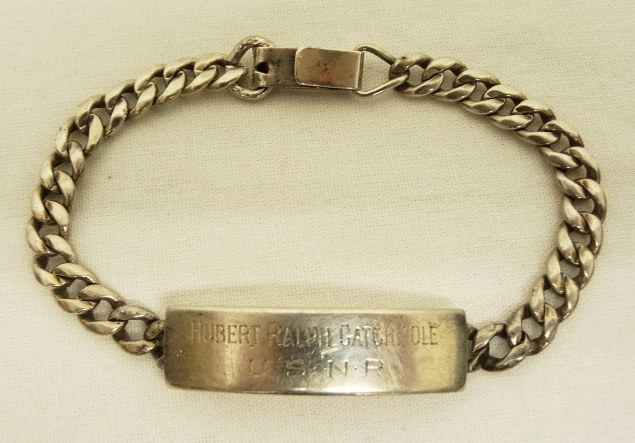 HUBERT RALPH CATCHPOLE
U·S·N·R